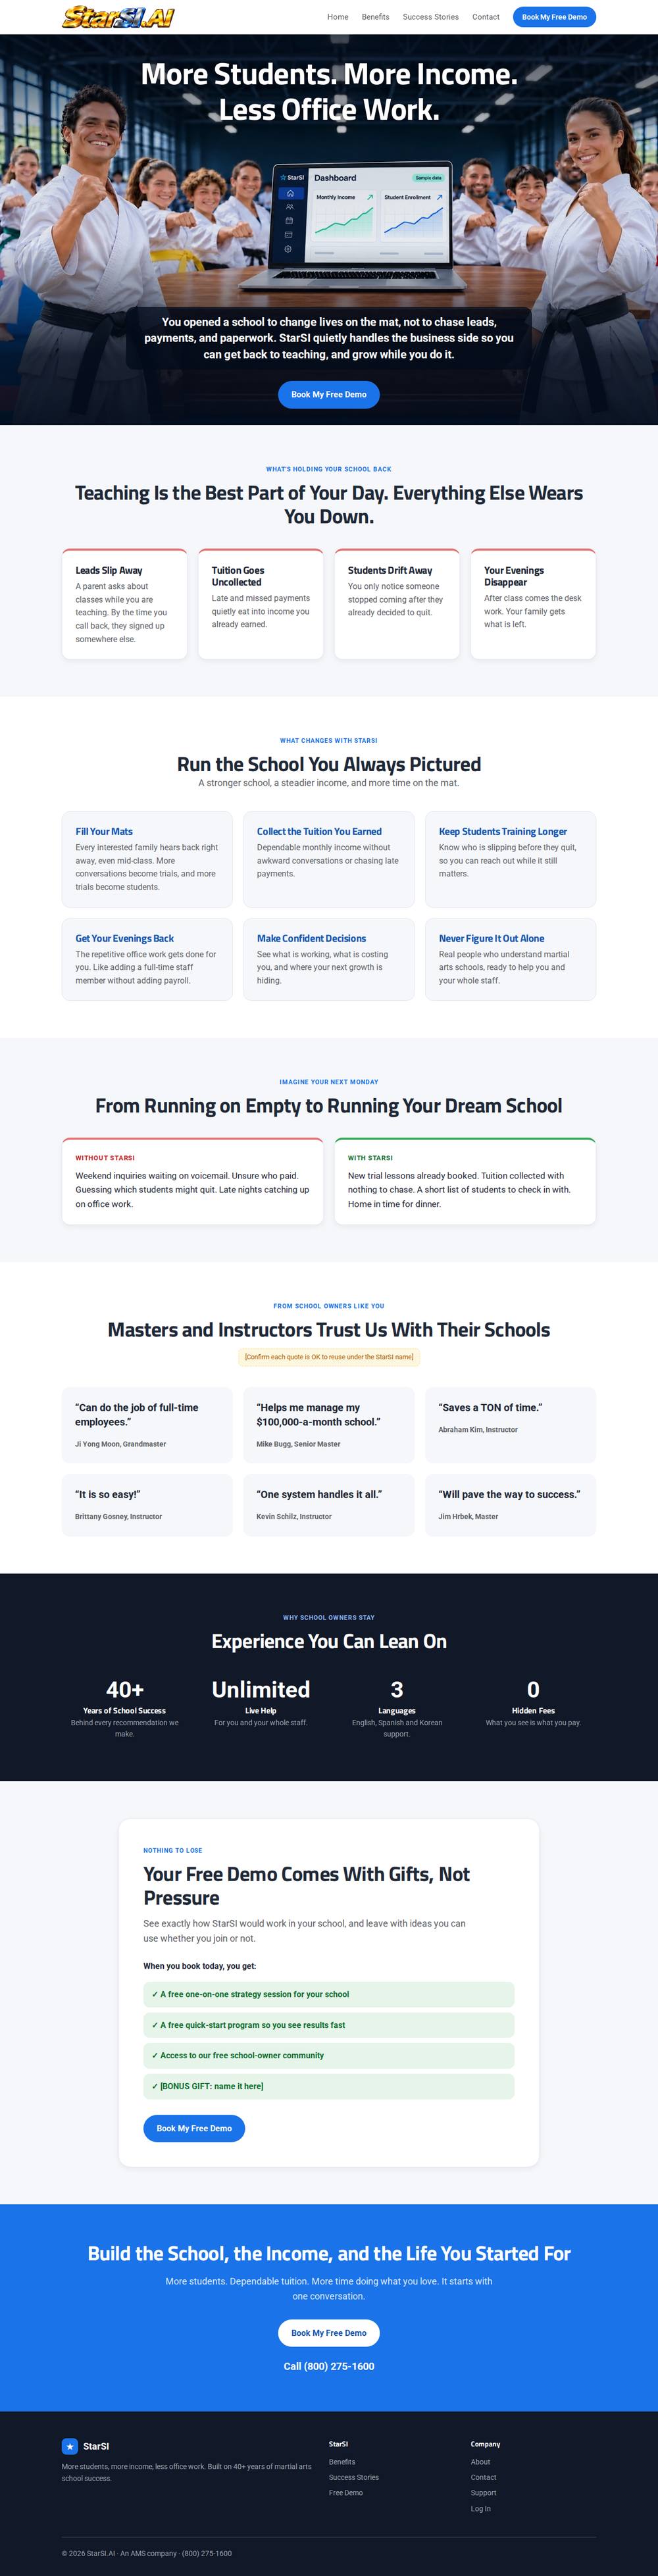 StarSI.AI
Home Benefits Success Stories Contact Book My Free Demo
More Students. More Income.
Less Office Work.
StarSI
Dashboard
Sample data
Monthly Income
Student Enrollment
You opened a school to change lives on the mat, not to chase leads,
payments, and paperwork. StarSI quietly handles the business side so you
can get back to teaching, and grow while you do it.
Book My Free Demo
WHAT'S HOLDING YOUR SCHOOL BACK
Teaching Is the Best Part of Your Day. Everything Else Wears
You Down.
Leads Slip Away
A parent asks about
classes while you are
teaching. By the time you
call back, they signed up
somewhere else.
Tuition Goes
Uncollected
Late and missed payments
quietly eat into income you
already earned.
Students Drift Away
You only notice someone
stopped coming after they
already decided to quit.
Your Evenings
Disappear
After class comes the desk
work. Your family gets
what is left.
WHAT CHANGES WITH STARSI
Run the School You Always Pictured
A stronger school, a steadier income, and more time on the mat.
Fill Your Mats
Every interested family hears back right
away, even mid-class. More
conversations become trials, and more
trials become students.
Collect the Tuition You Earned
Dependable monthly income without
awkward conversations or chasing late
payments.
Keep Students Training Longer
Know who is slipping before they quit,
so you can reach out while it still
matters.
Get Your Evenings Back
The repetitive office work gets done for
you. Like adding a full-time staff
member without adding payroll.
Make Confident Decisions
See what is working, what is costing
you, and where your next growth is
hiding.
Never Figure It Out Alone
Real people who understand martial
arts schools, ready to help you and
your whole staff.
IMAGINE YOUR NEXT MONDAY
From Running on Empty to Running Your Dream School
WITHOUT STARSI
Weekend inquiries waiting on voicemail. Unsure who paid.
Guessing which students might quit. Late nights catching up
on office work.
WITH STARSI
New trial lessons already booked. Tuition collected with
nothing to chase. A short list of students to check in with.
Home in time for dinner.
FROM SCHOOL OWNERS LIKE YOU
Masters and Instructors Trust Us With Their Schools
[Confirm each quote is OK to reuse under the StarSI name]
“Can do the job of full-time
employees.”
Ji Yong Moon, Grandmaster
“Helps me manage my
$100,000-a-month school.”
Mike Bugg, Senior Master
“Saves a TON of time.”
Abraham Kim, Instructor
“It is so easy!”
Brittany Gosney, Instructor
“One system handles it all.”
Kevin Schilz, Instructor
“Will pave the way to success.”
Jim Hrbek, Master
WHY SCHOOL OWNERS STAY
Experience You Can Lean On
40+
Years of School Success
Behind every recommendation we
make.
Unlimited
Live Help
For you and your whole staff.
3
Languages
English, Spanish and Korean
support.
0
Hidden Fees
What you see is what you pay.
NOTHING TO LOSE
Your Free Demo Comes With Gifts, Not
Pressure
See exactly how StarSI would work in your school, and leave with ideas you can
use whether you join or not.
When you book today, you get:
✓ A free one-on-one strategy session for your school
✓ A free quick-start program so you see results fast
✓ Access to our free school-owner community
✓ [BONUS GIFT: name it here]
Book My Free Demo
Build the School, the Income, and the Life You Started For
More students. Dependable tuition. More time doing what you love. It starts with
one conversation.
Book My Free Demo
Call (800) 275-1600
StarSI
More students, more income, less office work. Built on 40+ years of martial arts
school success.
StarSI
Benefits
Success Stories
Free Demo
Company
About
Contact
Support
Log In
© 2026 StarSI.AI · An AMS company · (800) 275-1600